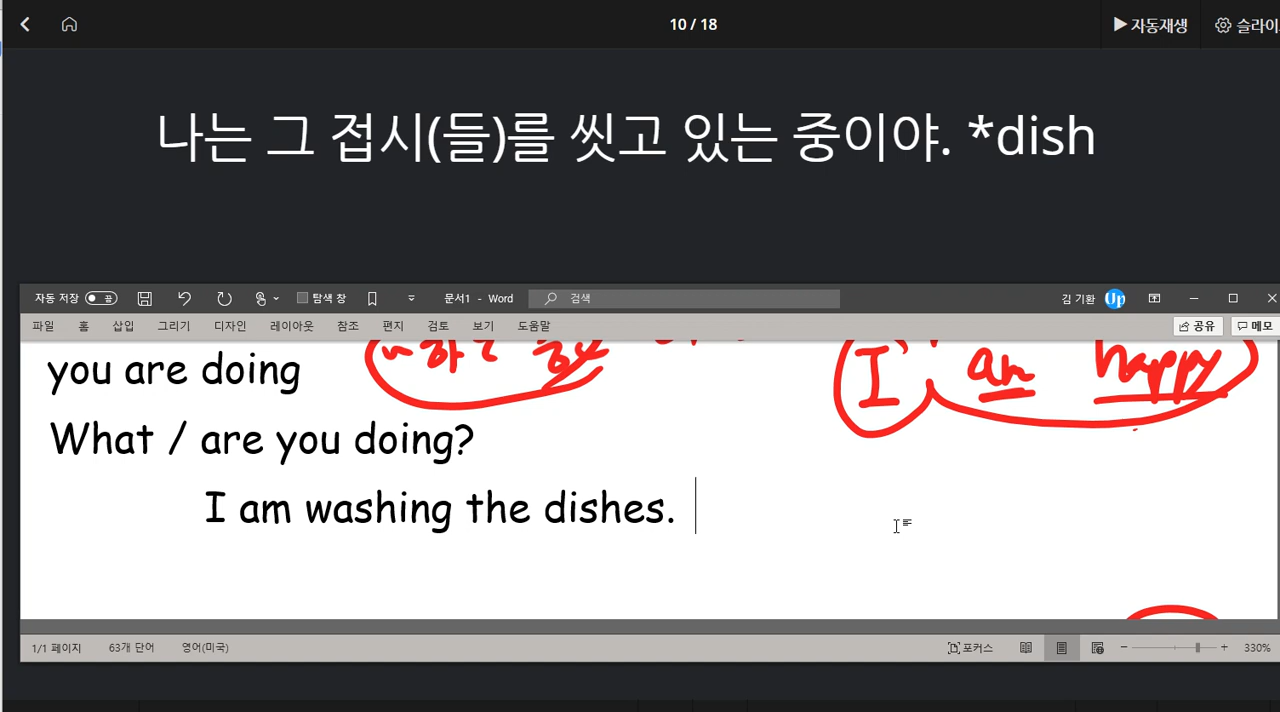 10 / 18
자동재생
슬라이
나는 그 접시(들)를 씻고 있는 중이야. *dish
자동 저장
문서1 - Word
검색
김 기환
Up
탐색 창
파일 홈 삽입 그리기 디자인 레이아웃 참조 편지 검토 보기 도움말
공유
메모
you are doing
I am happy
What / are you doing?
I am washing the dishes.
1/1 페이지 63개 단어 영어(미국)
포커스
330%